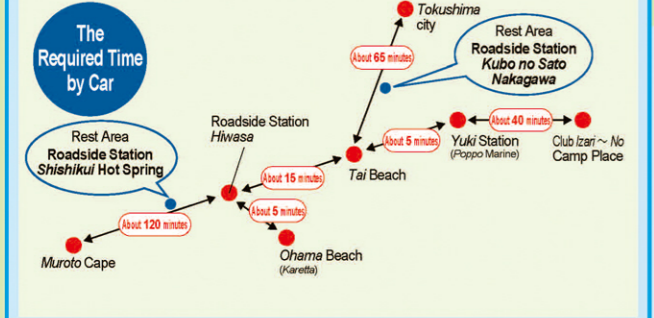 The
Required Time
by Car
Tokushima
city
About 65 minutes
Rest Area
Roadside Station
Kubo no Sato
Nakagawa
About 40 minutes
Yuki Station
(Poppo Marine)
Club Izari ~ No
Camp Place
About 5 minutes
Tai Beach
Roadside Station
Hiwasa
About 15 minutes
Rest Area
Roadside Station
Shishikui Hot Spring
About 5 minutes
About 120 minutes
Ohama Beach
(Karetta)
Muroto Cape